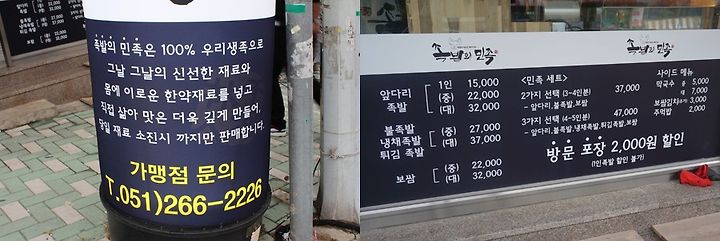 족발의 민족은 100% 우리생족으로
그날 그날의 신선한 재료와
몸에 이로운 한약재료를 넣고
직접 삶아 맛은 더욱 깊게 만들어,
당일 재료 소진시 까지만 판매합니다.
가맹점 문의
T.051)266-2226
족발의 민족
앞다리 족발
1인 15,000
(중) 22,000
(대) 32,000
불족발
냉채족발
튀김 족발
(중) 27,000
(대) 37,000
보쌈
(중) 22,000
(대) 32,000
<민족 세트>
2가지 선택 (3~4인분) 37,000
- 앞다리,불족발,보쌈
3가지 선택 (4~5인분) 47,000
- 앞다리,불족발,냉채족발,튀김족발,보쌈
사이드 메뉴
막국수 중 5,000
대 7,000
보쌈김치추가 3,000
주먹밥 2,000
방문 포장 2,000원 할인
(1인족발 할인 불가)
족발의 민족